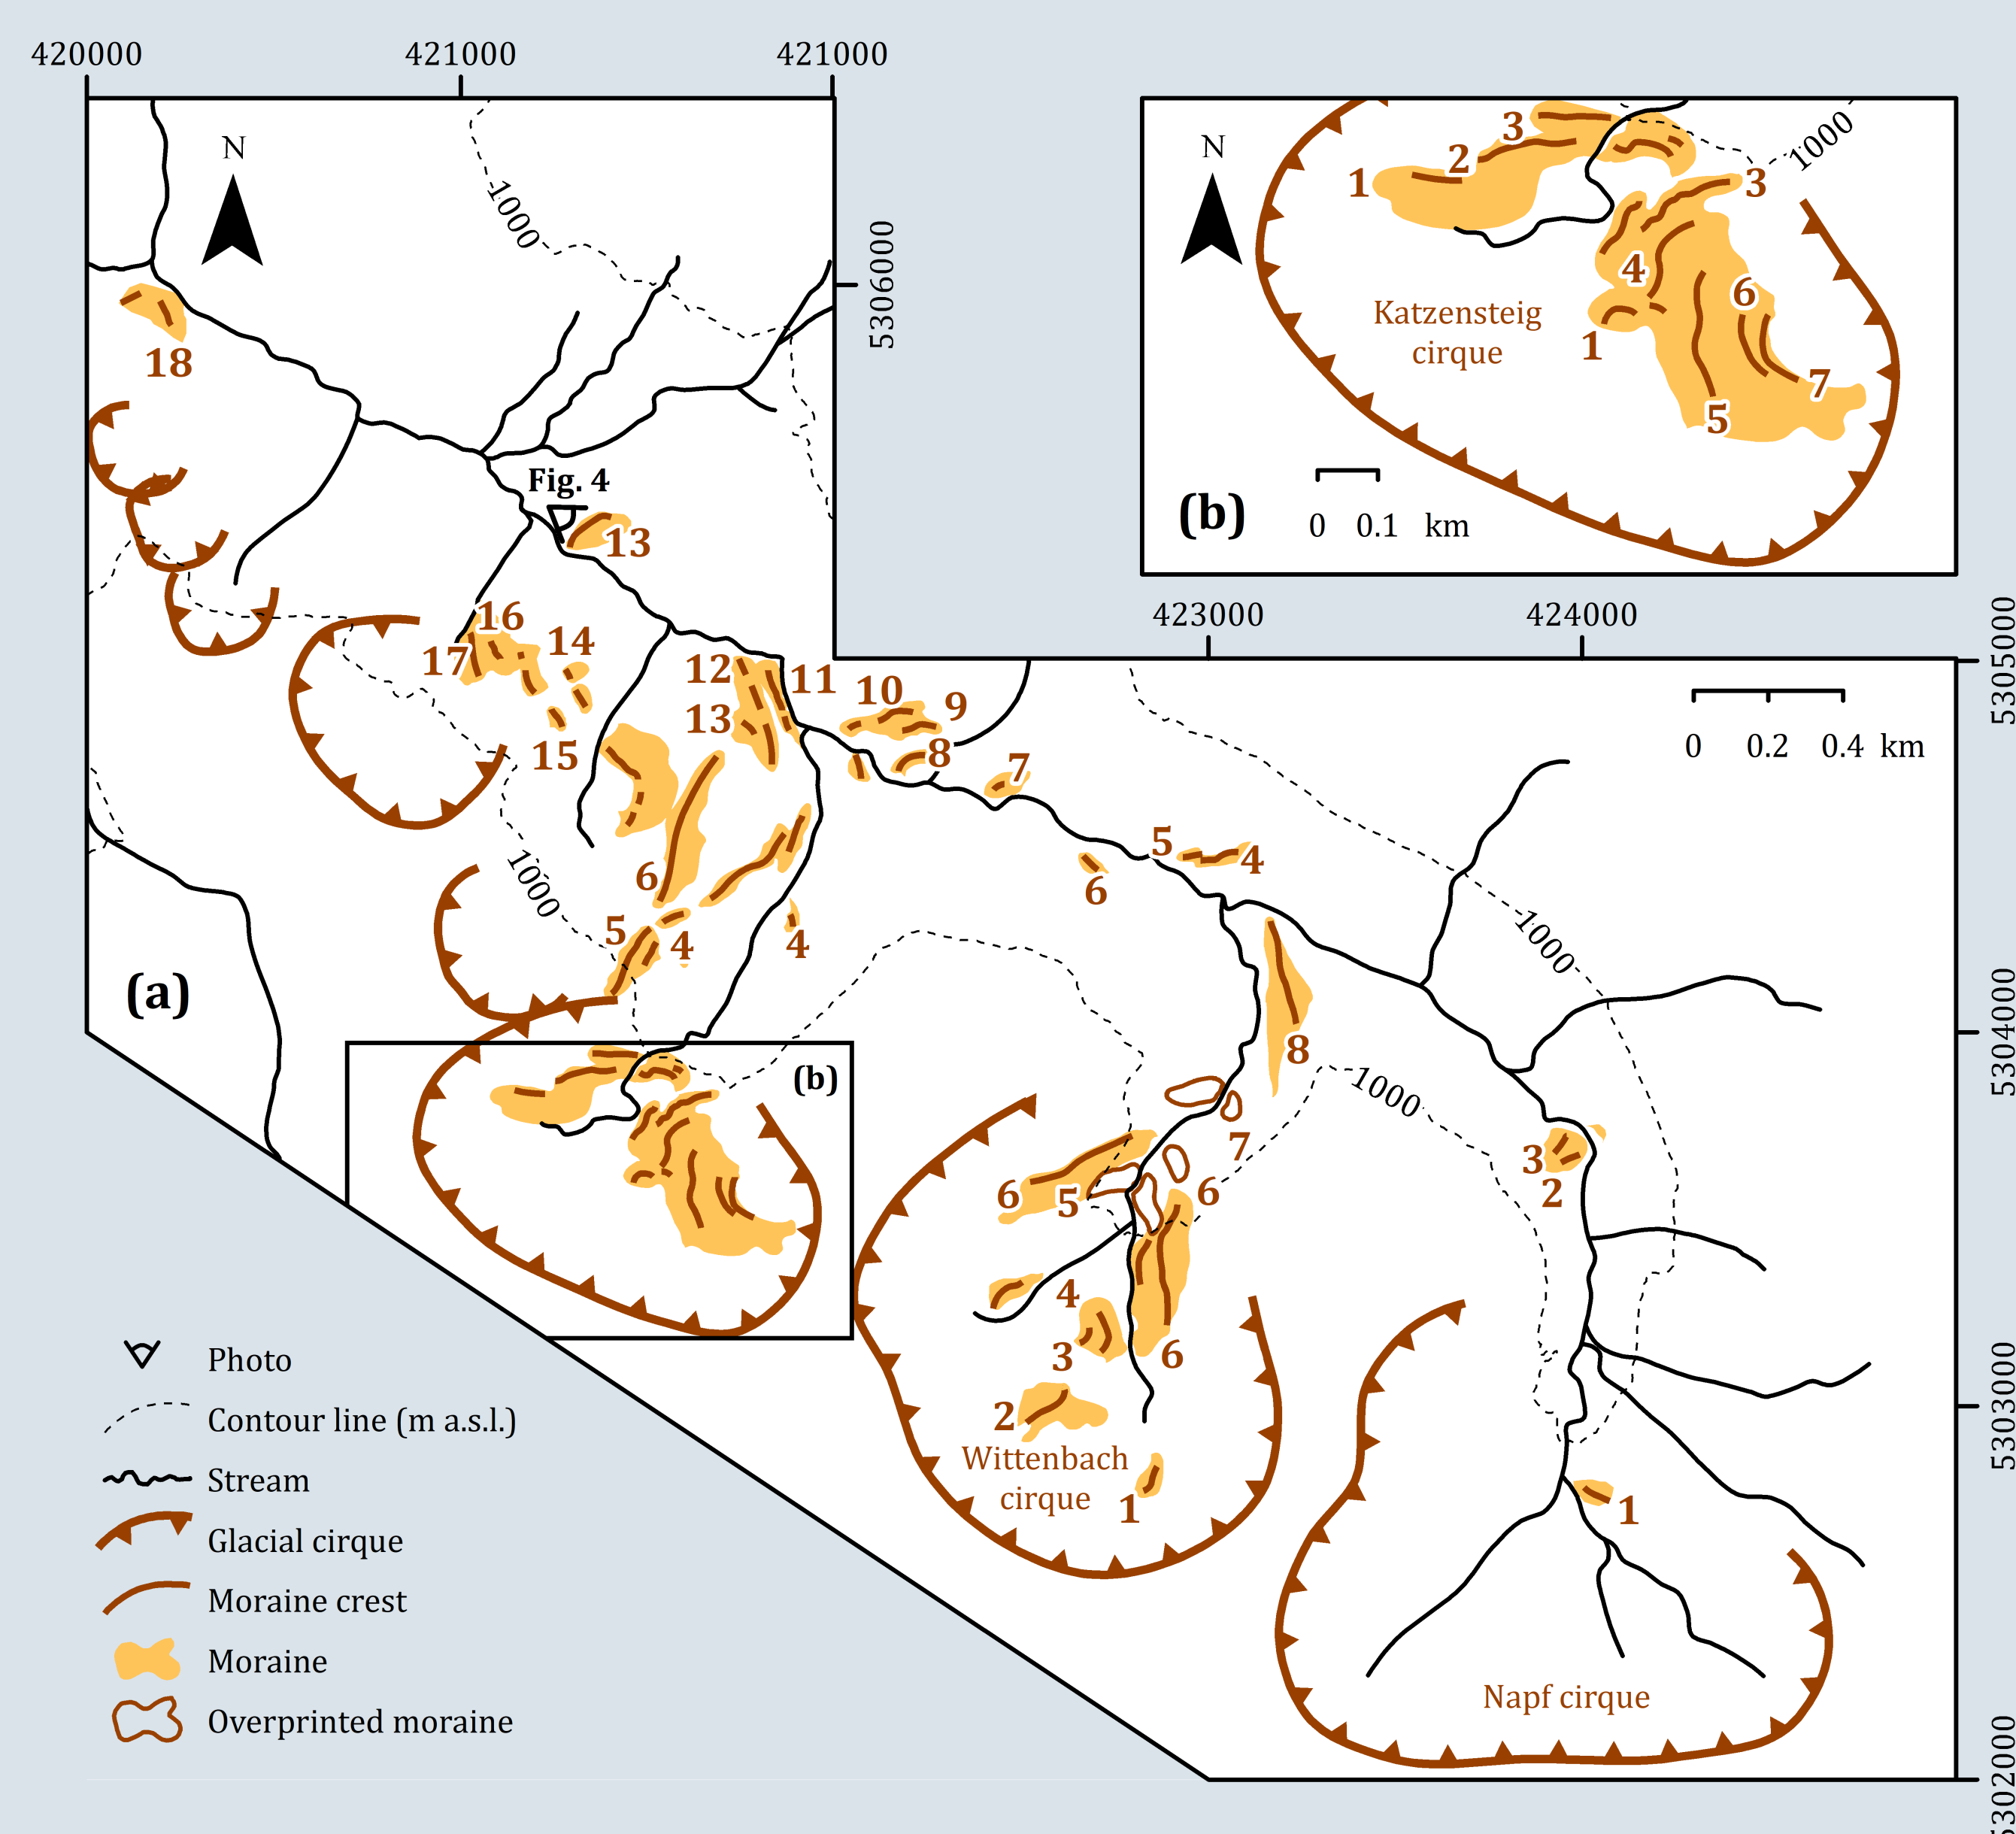 420000
421000
421000
N
1000
5306000
18
Fig. 4
13
16
14
17
15
12
11
13
10
9
8
7
6
5
4
6
5
4
4
1000
(a)
(b)
N
1
2
3
1000
3
4
6
1
7
5
Katzensteig
cirque
(b)
0 0.1 km
423000
424000
5305000
0 0.2 0.4 km
1000
5304000
8
1000
7
6
5
6
4
3
6
2
Wittenbach
cirque
1
3
2
5303000
1
Napf cirque
5302000
Photo
Contour line (m a.s.l.)
Stream
Glacial cirque
Moraine crest
Moraine
Overprinted moraine